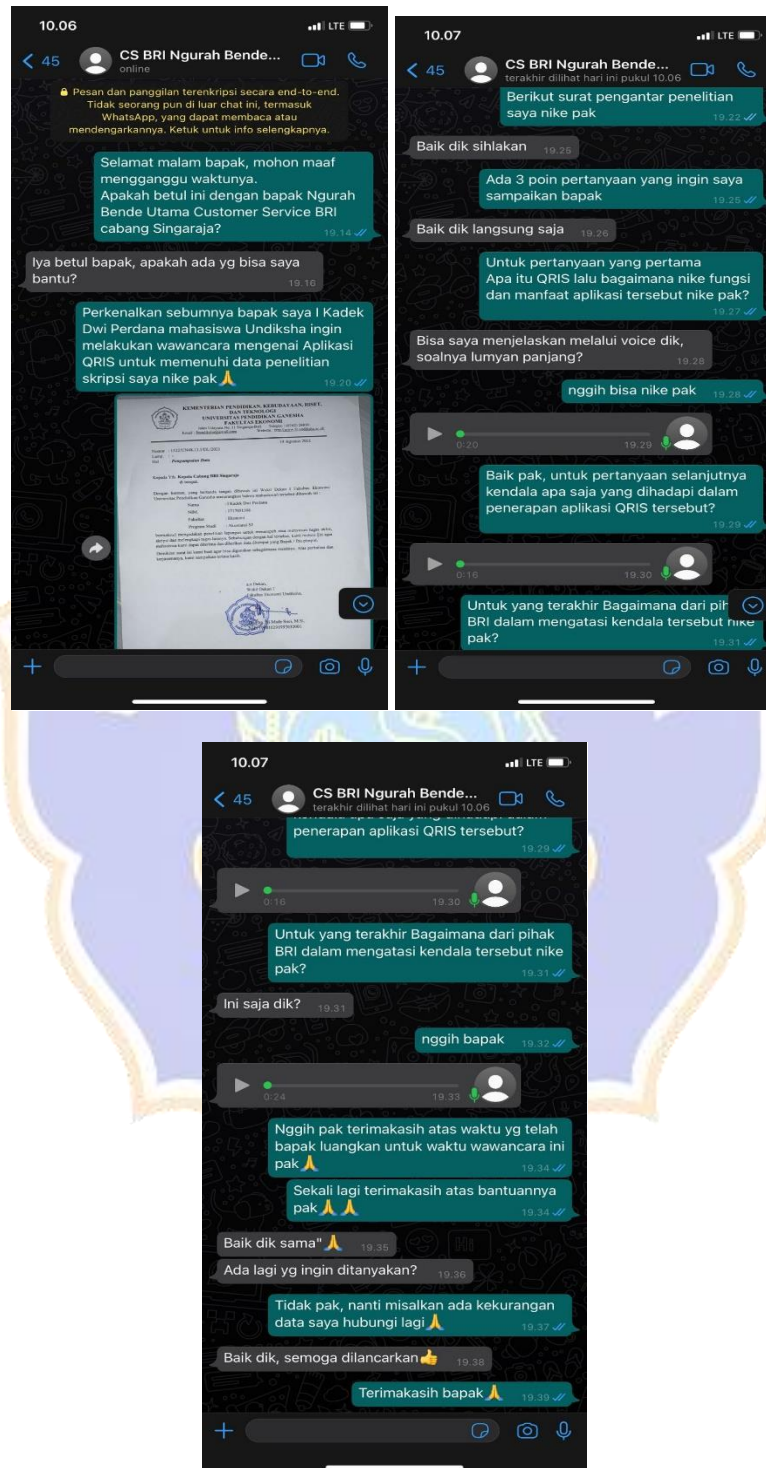 10.06
LTE
45
CS BRI Ngurah Bende...
online
Pesan dan panggilan terenkripsi secara end-to-end.
Tidak seorang pun di luar chat ini, termasuk
WhatsApp, yang dapat membaca atau
mendengarkannya. Ketuk untuk info selengkapnya.
Selamat malam bapak, mohon maaf
mengganggu waktunya.
Apakah betul ini dengan bapak Ngurah
Bende Utama Customer Service BRI
cabang Singaraja?
19.14
Iya betul bapak, apakah ada yg bisa saya
bantu?
19.16
Perkenalkan sebumnya bapak saya I Kadek
Dwi Perdana mahasiswa Undiksha ingin
melakukan wawancara mengenai Aplikasi
QRIS untuk memenuhi data penelitian
skripsi saya nike pak🙏
19.20
KEMENTERIAN PENDIDIKAN, KEBUDAYAAN, RISET,
DAN TEKNOLOGI
UNIVERSITAS PENDIDIKAN GANESHA
FAKULTAS EKONOMI
10.07
LTE
45
CS BRI Ngurah Bende...
terakhir dilihat hari ini pukul 10.06
Berikut surat pengantar penelitian
saya nike pak
19.22
Baik dik sihlakan
19.25
Ada 3 poin pertanyaan yang ingin saya
sampaikan bapak
19.25
Baik dik langsung saja
19.26
Untuk pertanyaan yang pertama
Apa itu QRIS lalu bagaimana nike fungsi
dan manfaat aplikasi tersebut nike pak?
19.27
Bisa saya menjelaskan melalui voice dik,
soalnya lumyan panjang?
19.28
nggih bisa nike pak
19.28
0:20
19.29
Baik pak, untuk pertanyaan selanjutnya
kendala apa saja yang dihadapi dalam
penerapan aplikasi QRIS tersebut?
19.29
0:16
19.30
Untuk yang terakhir Bagaimana dari pih
BRI dalam mengatasi kendala tersebut nike
pak?
19.31
10.07
LTE
45
CS BRI Ngurah Bende...
terakhir dilihat hari ini pukul 10.06
kendala apa saja yang dihadapi dalam
penerapan aplikasi QRIS tersebut?
19.29
0:16
19.30
Untuk yang terakhir Bagaimana dari pihak
BRI dalam mengatasi kendala tersebut nike
pak?
19.31
Ini saja dik?
19.31
nggih bapak
19.32
0:24
19.33
Nggih pak terimakasih atas waktu yg telah
bapak luangkan untuk waktu wawancara ini
pak🙏
19.34
Sekali lagi terimakasih atas bantuannya
pak🙏🙏
19.34
Baik dik sama"🙏
19.35
Ada lagi yg ingin ditanyakan?
19.36
Tidak pak, nanti misalkan ada kekurangan
data saya hubungi lagi🙏
19.37
Baik dik, semoga dilancarkan👍
19.38
Terimakasih bapak🙏
19.39